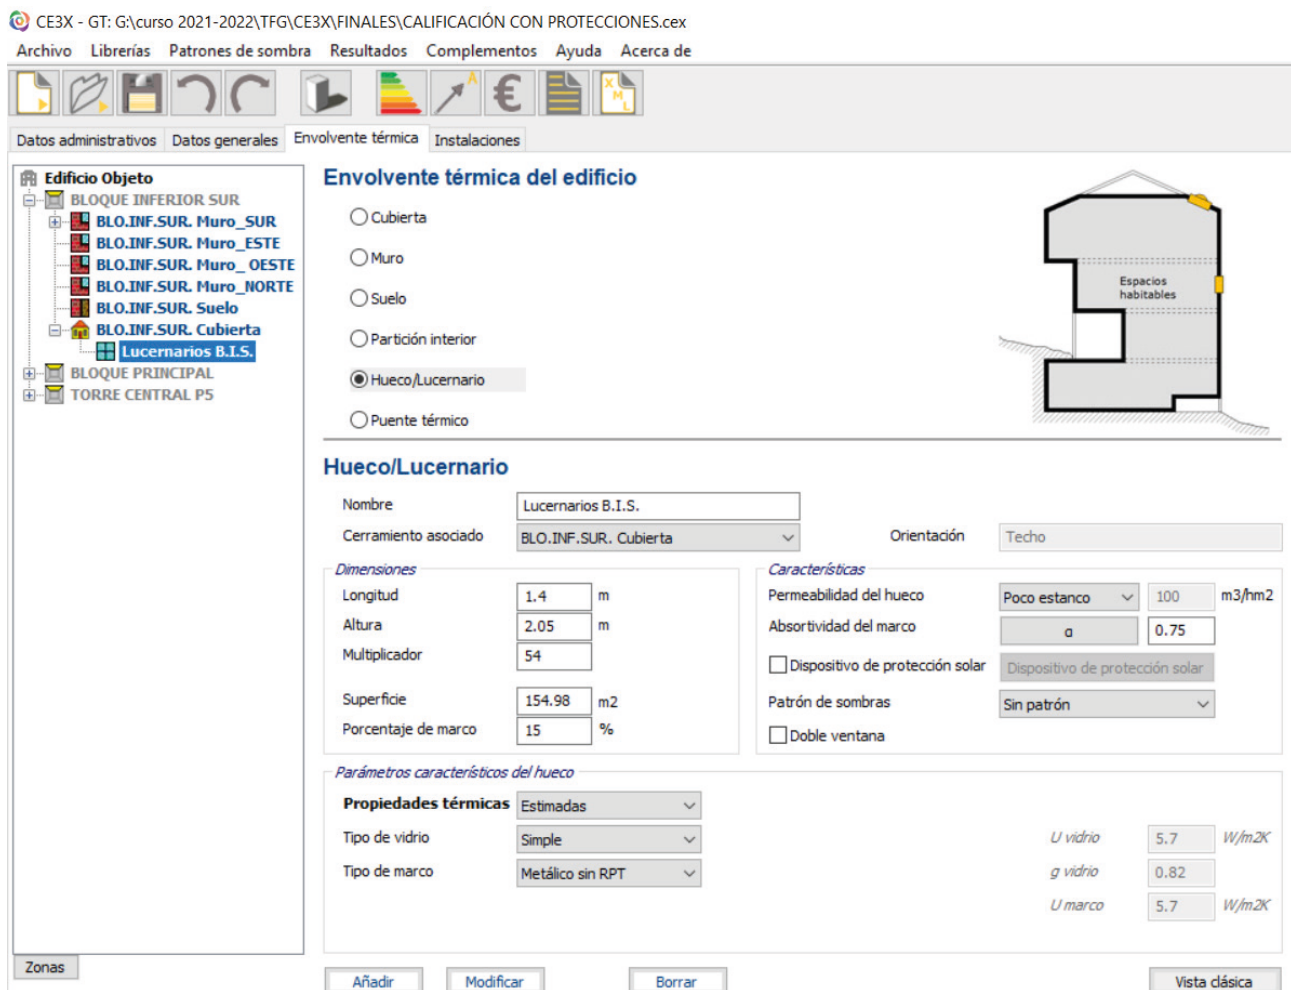 CE3X - GT: G:\curso 2021-2022\TFG\CE3X\FINALES\CALIFICACIÓN CON PROTECCIONES.cex
Archivo Librerías Patrones de sombra Resultados Complementos Ayuda Acerca de
A € X M L
Datos administrativos Datos generales Envolvente térmica Instalaciones
Edificio Objeto
BLOQUE INFERIOR SUR
BLO.INF.SUR. Muro_SUR
BLO.INF.SUR. Muro_ESTE
BLO.INF.SUR. Muro_ OESTE
BLO.INF.SUR. Muro_NORTE
BLO.INF.SUR. Suelo
BLO.INF.SUR. Cubierta
Lucernarios B.I.S.
BLOQUE PRINCIPAL
TORRE CENTRAL P5
Zonas
Envolvente térmica del edificio
Cubierta
Muro
Suelo
Partición interior
Hueco/Lucernario
Puente térmico
Espacios
habitables
Hueco/Lucernario
Nombre Lucernarios B.I.S.
Cerramiento asociado BLO.INF.SUR. Cubierta Orientación Techo
Dimensiones
Longitud 1.4 m
Altura 2.05 m
Multiplicador 54
Superficie 154.98 m2
Porcentaje de marco 15 %
Características
Permeabilidad del hueco Poco estanco 100 m3/hm2
Absortividad del marco α 0.75
Dispositivo de protección solar Dispositivo de protección solar
Patrón de sombras Sin patrón
Doble ventana
Parámetros característicos del hueco
Propiedades térmicas Estimadas
Tipo de vidrio Simple U vidrio 5.7 W/m2K
Tipo de marco Metálico sin RPT g vidrio 0.82
U marco 5.7 W/m2K
Añadir Modificar Borrar Vista clásica